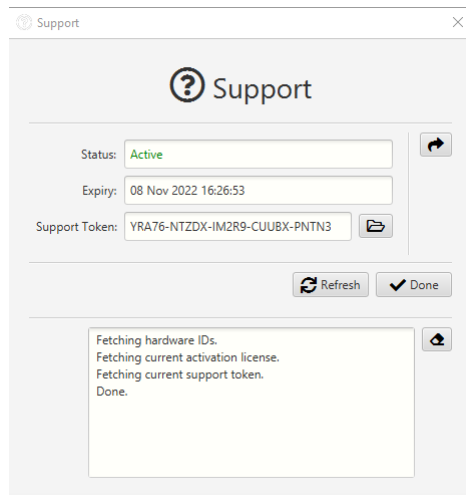 Support
Support
Status: Active
Expiry: 08 Nov 2022 16:26:53
Support Token: YRA76-NTZDX-IM2R9-CUUBX-PNTN3
Refresh Done
Fetching hardware IDs.
Fetching current activation license.
Fetching current support token.
Done.